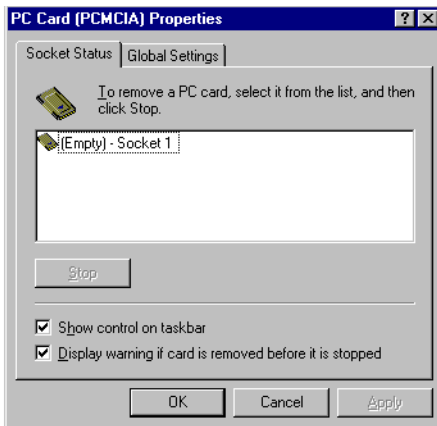 PC Card (PCMCIA) Properties
Socket Status
Global Settings
To remove a PC card, select it from the list, and then
click Stop.
(Empty) - Socket 1
Stop
Show control on taskbar
Display warning if card is removed before it is stopped
OK
Cancel
Apply